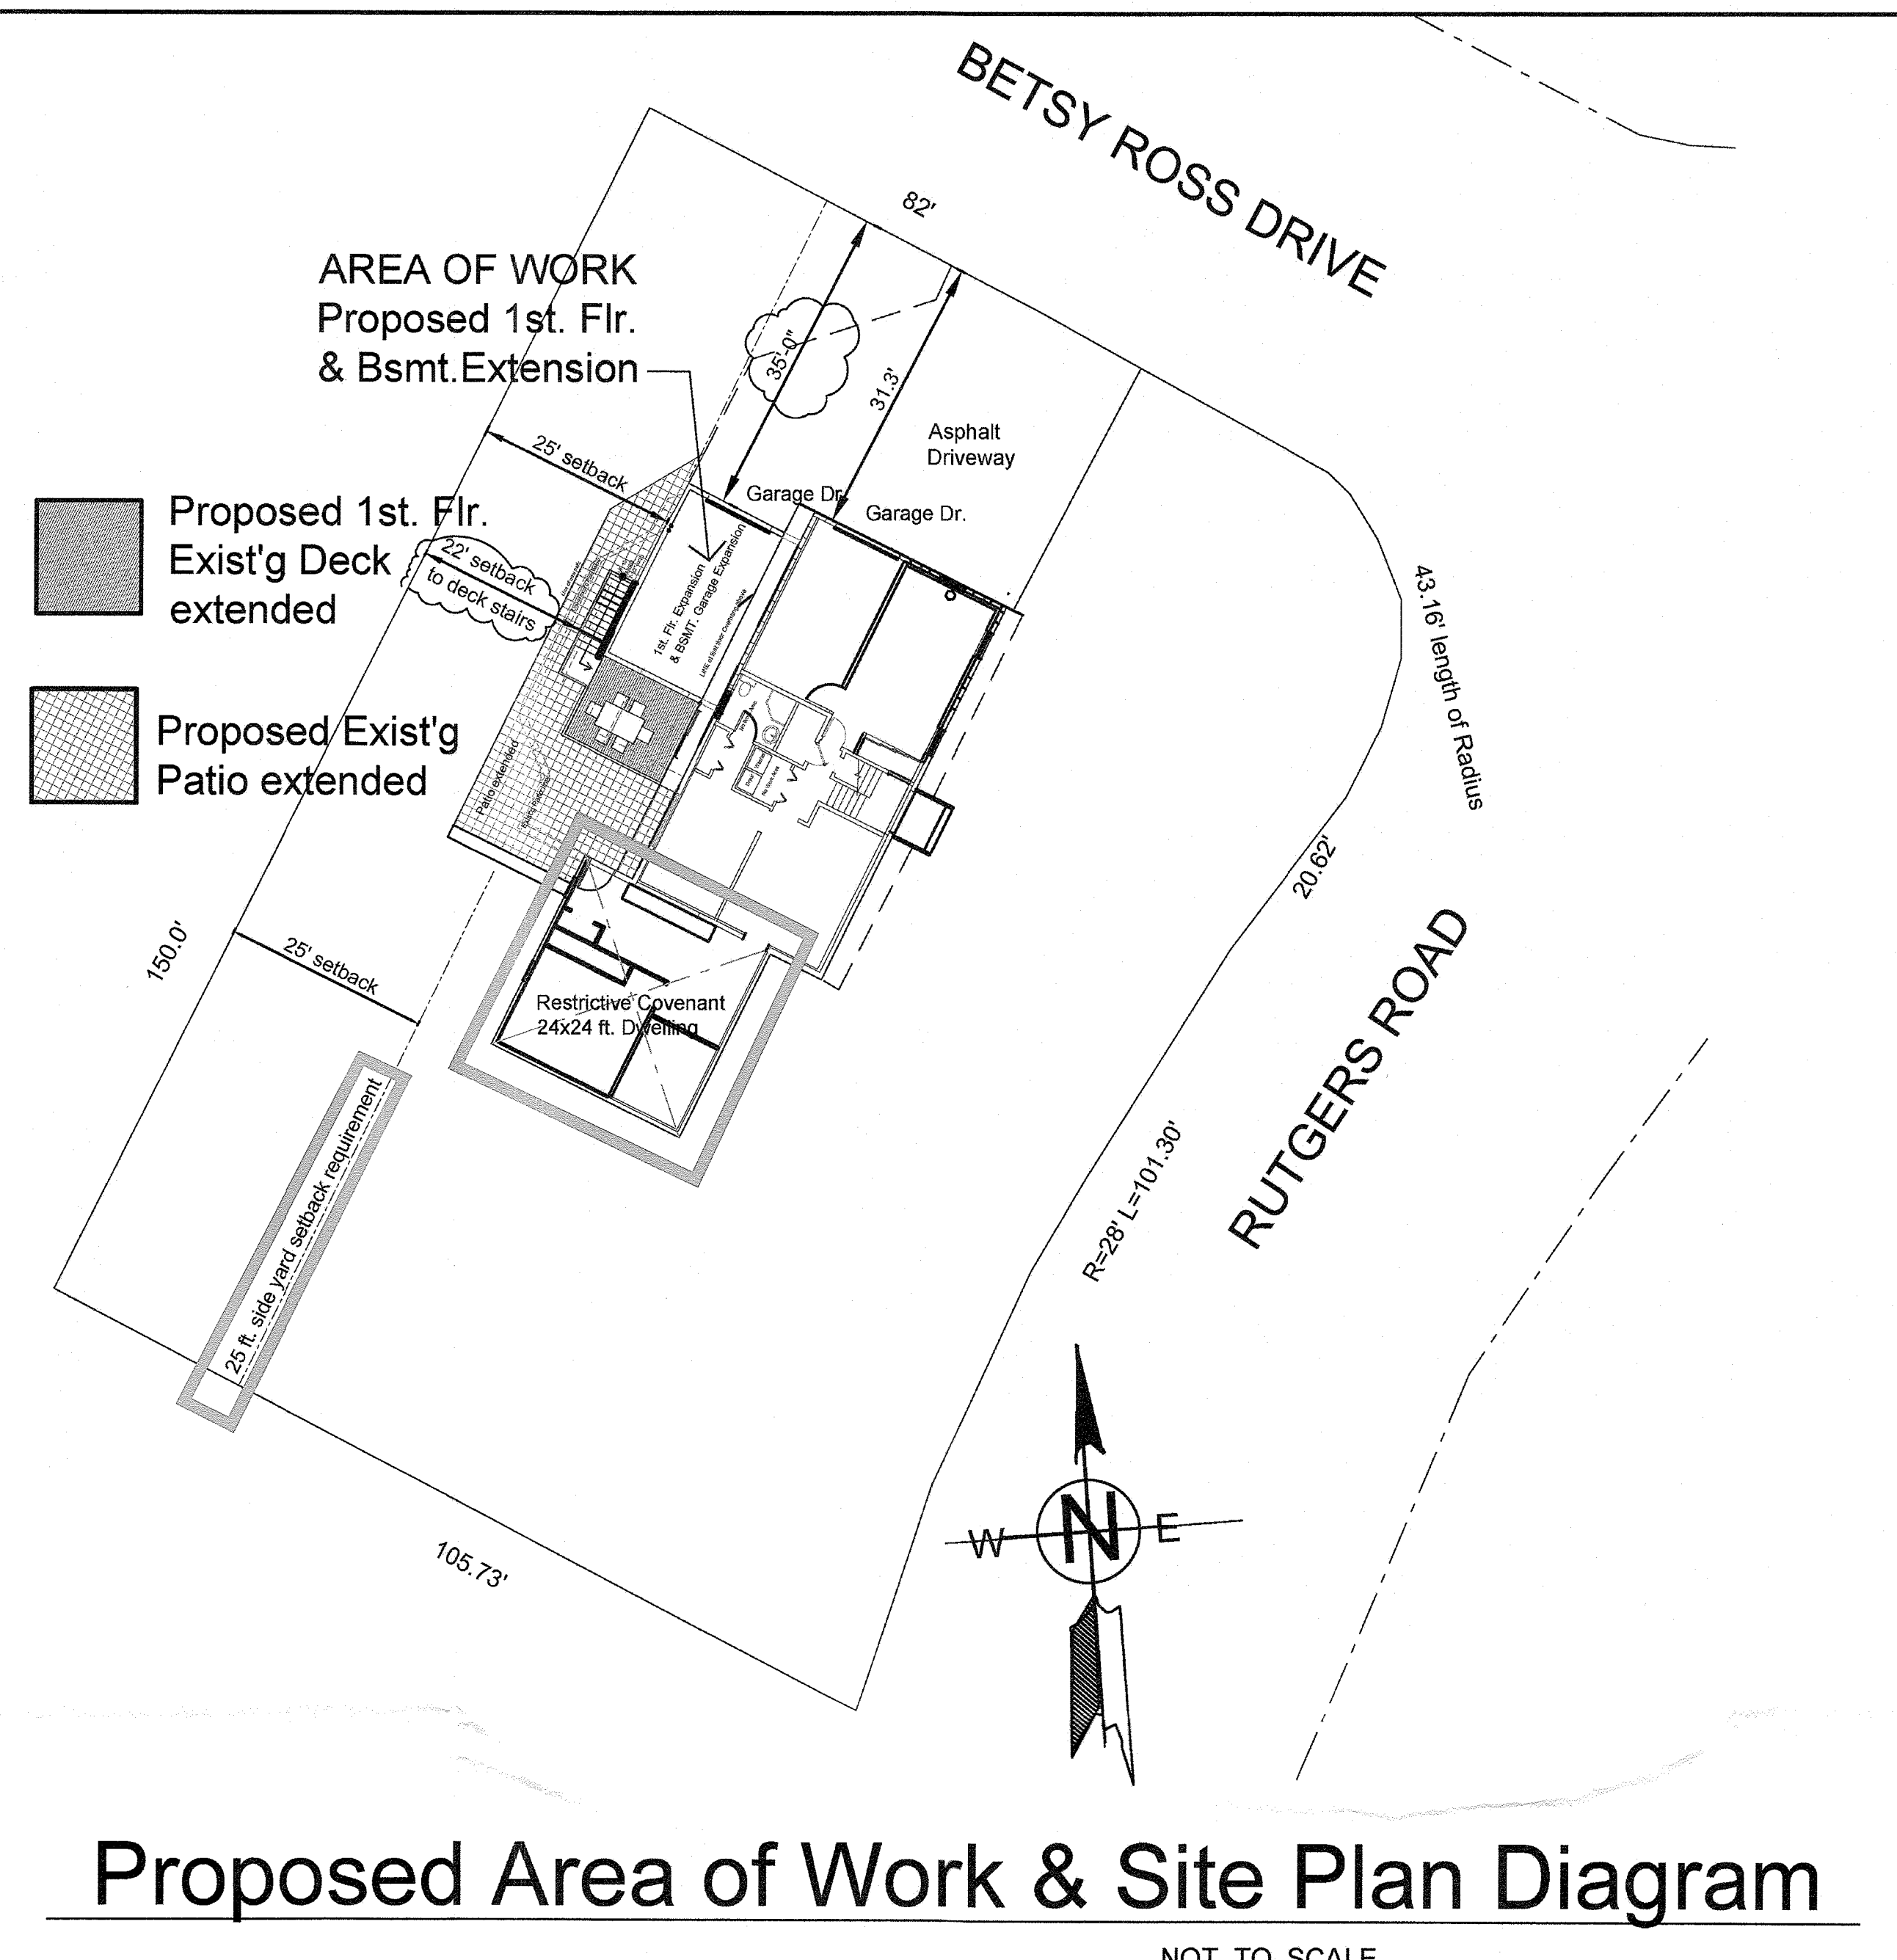 BETSY ROSS DRIVE
82'
AREA OF WORK
Proposed 1st. Flr.
& Bsmt.Extension
35'-0"
31.3'
Asphalt
Driveway
25' setback
Garage Dr.
Garage Dr.
Proposed 1st. Flr.
Exist'g Deck
extended
22' setback
to deck stairs
1st. Flr. Expansion
& BSMT. Garage Expansion
43.16' length of Radius
Proposed Exist'g
Patio extended
Patio extended
20.62'
150.0'
25' setback
RUTGERS ROAD
Restrictive Covenant
24x24 ft. Dwelling
25 ft. side yard setback requirement
R=28' L=101.30'
105.73'
W N E
Proposed Area of Work & Site Plan Diagram
NOT TO SCALE